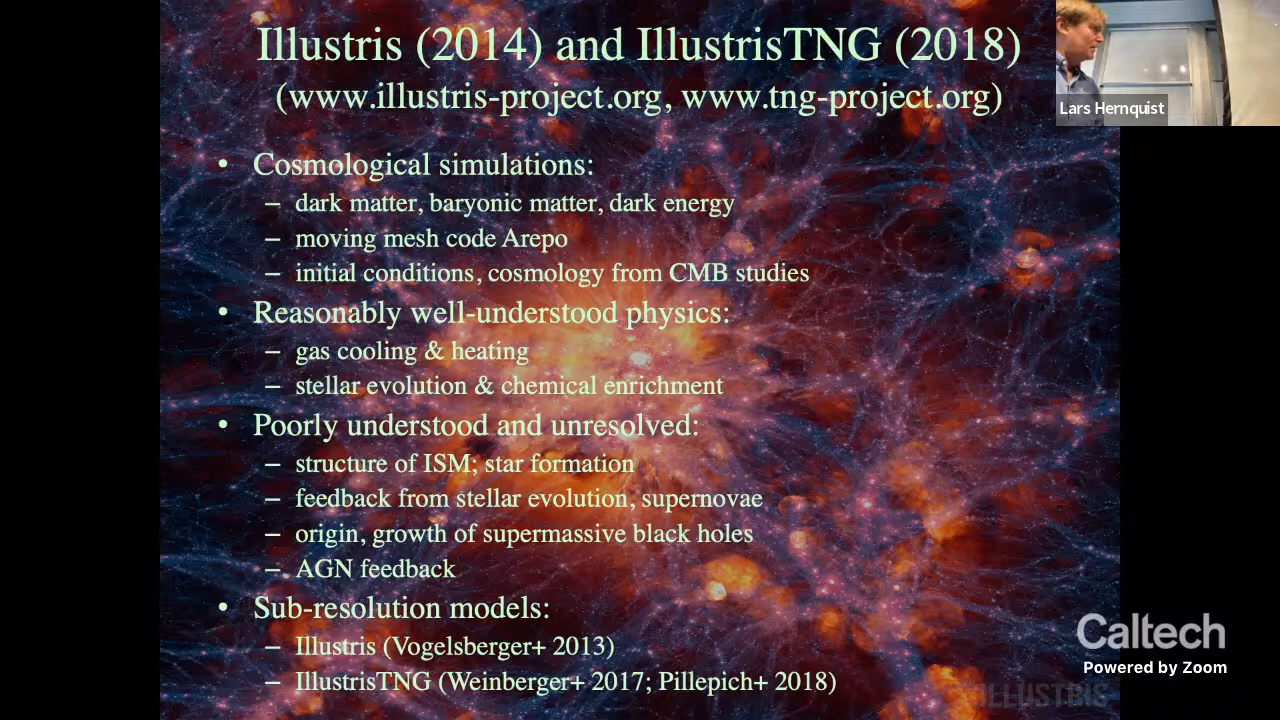 Illustris (2014) and IllustrisTNG (2018)
(www.illustris-project.org, www.tng-project.org)
Lars Hernquist
• Cosmological simulations:
– dark matter, baryonic matter, dark energy
– moving mesh code Arepo
– initial conditions, cosmology from CMB studies
• Reasonably well-understood physics:
– gas cooling & heating
– stellar evolution & chemical enrichment
• Poorly understood and unresolved:
– structure of ISM; star formation
– feedback from stellar evolution, supernovae
– origin, growth of supermassive black holes
– AGN feedback
• Sub-resolution models:
– Illustris (Vogelsberger+ 2013)
– IllustrisTNG (Weinberger+ 2017; Pillepich+ 2018)
Caltech
Powered by Zoom
ILLUSTRIS